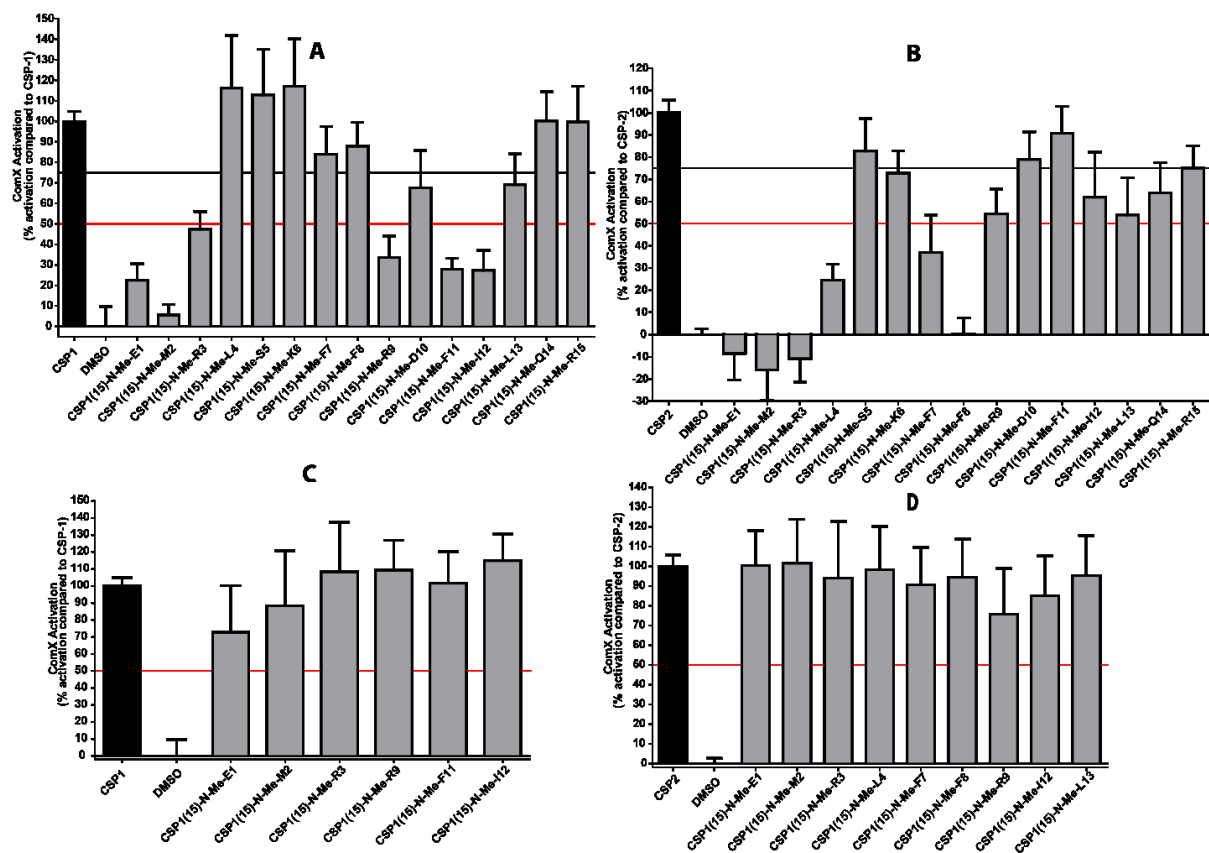 A
ComX Activation
(% activation compared to CSP-1)
150
140
130
120
110
100
90
80
70
60
50
40
30
20
10
0
CSP1
DMSO
CSP1(15)-N-Me-E1
CSP1(15)-N-Me-M2
CSP1(15)-N-Me-R3
CSP1(15)-N-Me-L4
CSP1(15)-N-Me-S5
CSP1(15)-N-Me-K6
CSP1(15)-N-Me-F7
CSP1(15)-N-Me-F8
CSP1(15)-N-Me-R9
CSP1(15)-N-Me-D10
CSP1(15)-N-Me-F11
CSP1(15)-N-Me-I12
CSP1(15)-N-Me-L13
CSP1(15)-N-Me-Q14
CSP1(15)-N-Me-R15
B
ComX Activation
(% activation compared to CSP-2)
120
110
100
90
80
70
60
50
40
30
20
10
0
-10
-20
-30
CSP2
DMSO
CSP1(15)-N-Me-E1
CSP1(15)-N-Me-M2
CSP1(15)-N-Me-R3
CSP1(15)-N-Me-L4
CSP1(15)-N-Me-S5
CSP1(15)-N-Me-K6
CSP1(15)-N-Me-F7
CSP1(15)-N-Me-F8
CSP1(15)-N-Me-R9
CSP1(15)-N-Me-D10
CSP1(15)-N-Me-F11
CSP1(15)-N-Me-I12
CSP1(15)-N-Me-L13
CSP1(15)-N-Me-Q14
CSP1(15)-N-Me-R15
C
ComX Activation
(% activation compared to CSP-1)
150
140
130
120
110
100
90
80
70
60
50
40
30
20
10
0
CSP1
DMSO
CSP1(15)-N-Me-E1
CSP1(15)-N-Me-M2
CSP1(15)-N-Me-R3
CSP1(15)-N-Me-R9
CSP1(15)-N-Me-F11
CSP1(15)-N-Me-I12
D
ComX Activation
(% activation compared to CSP-2)
140
130
120
110
100
90
80
70
60
50
40
30
20
10
0
CSP2
DMSO
CSP1(15)-N-Me-E1
CSP1(15)-N-Me-M2
CSP1(15)-N-Me-R3
CSP1(15)-N-Me-L4
CSP1(15)-N-Me-F7
CSP1(15)-N-Me-F8
CSP1(15)-N-Me-R9
CSP1(15)-N-Me-I12
CSP1(15)-N-Me-L13